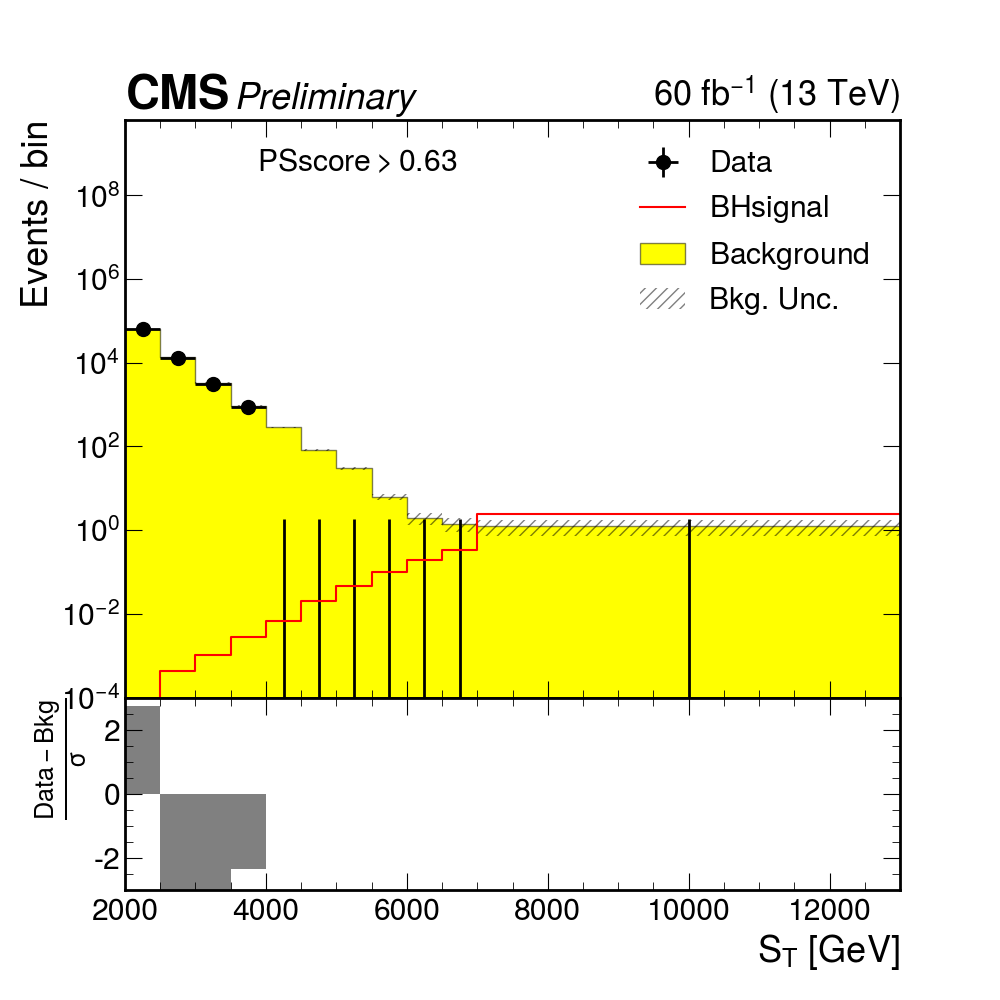 CMS Preliminary 60 fb⁻¹ (13 TeV)
Events / bin
PSscore > 0.63
Data
BHsignal
Background
Bkg. Unc.
10⁸
10⁶
10⁴
10²
10⁰
10⁻²
10⁻⁴
Data − Bkg
σ
2
0
-2
2000 4000 6000 8000 10000 12000
S_T [GeV]